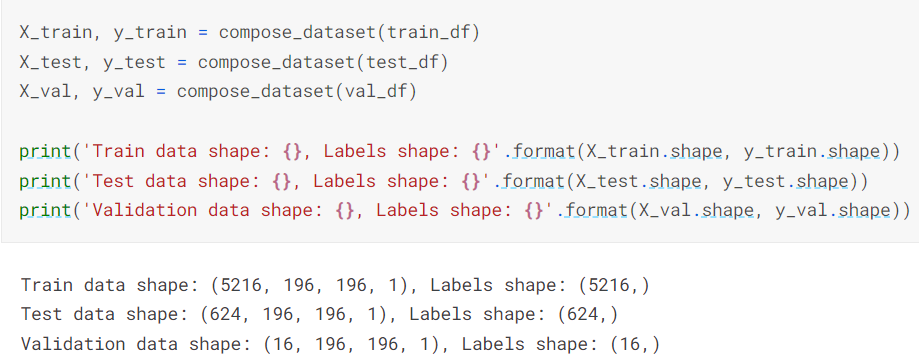 X_train, y_train = compose_dataset(train_df)
X_test, y_test = compose_dataset(test_df)
X_val, y_val = compose_dataset(val_df)
print('Train data shape: {}, Labels shape: {}'.format(X_train.shape, y_train.shape))
print('Test data shape: {}, Labels shape: {}'.format(X_test.shape, y_test.shape))
print('Validation data shape: {}, Labels shape: {}'.format(X_val.shape, y_val.shape))
Train data shape: (5216, 196, 196, 1), Labels shape: (5216,)
Test data shape: (624, 196, 196, 1), Labels shape: (624,)
Validation data shape: (16, 196, 196, 1), Labels shape: (16,)